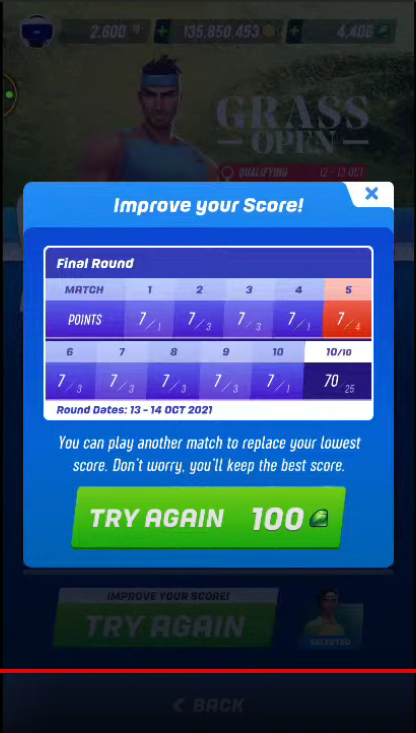 2,600 135,850,453 4,406
GRASS
OPEN
QUALIFYING 12 - 13 OCT
Improve your Score!
Final Round
MATCH 1 2 3 4 5
POINTS 7/1 7/3 7/3 7/1 7/4
6 7 8 9 10 10/10
7/3 7/3 7/3 7/3 7/1 70/25
Round Dates: 13 - 14 OCT 2021
You can play another match to replace your lowest
score. Don't worry, you'll keep the best score.
TRY AGAIN 100
IMPROVE YOUR SCORE!
TRY AGAIN
SELECTED
BACK